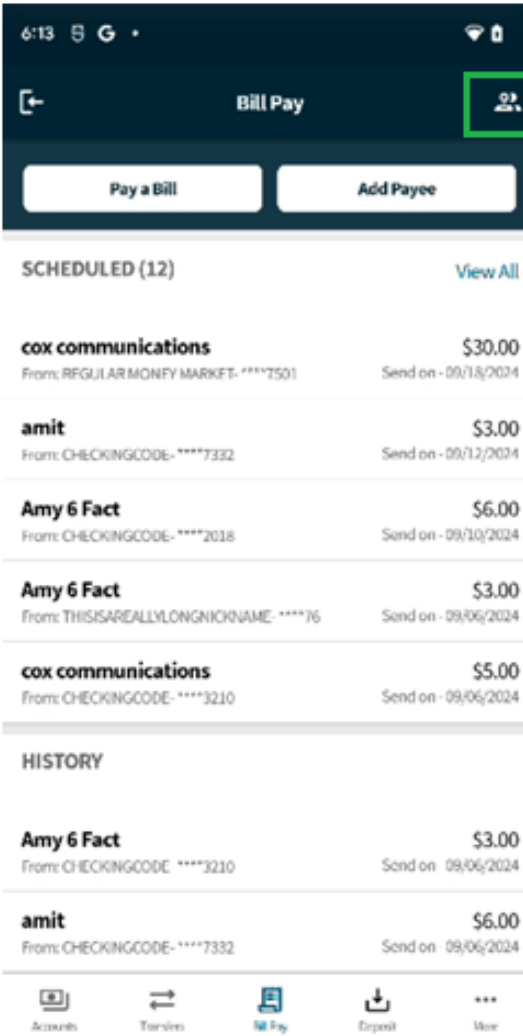 6:13 G
Bill Pay
Pay a Bill Add Payee
SCHEDULED (12) View All
cox communications $30.00
From: REGULAR MONEY MARKET- ****7501 Send on - 09/18/2024
amit $3.00
From: CHECKINGCODE- ****7332 Send on - 09/12/2024
Amy 6 Fact $6.00
From: CHECKINGCODE- ****2018 Send on - 09/10/2024
Amy 6 Fact $3.00
From: THISISAREALLYLONGNICKNAME- ****76 Send on - 09/06/2024
cox communications $5.00
From: CHECKINGCODE- ****3210 Send on - 09/06/2024
HISTORY
Amy 6 Fact $3.00
From: CHECKINGCODE ****3210 Send on 09/06/2024
amit $6.00
From: CHECKINGCODE- ****7332 Send on - 09/06/2024
Accounts Transfers Bill Pay Deposit More